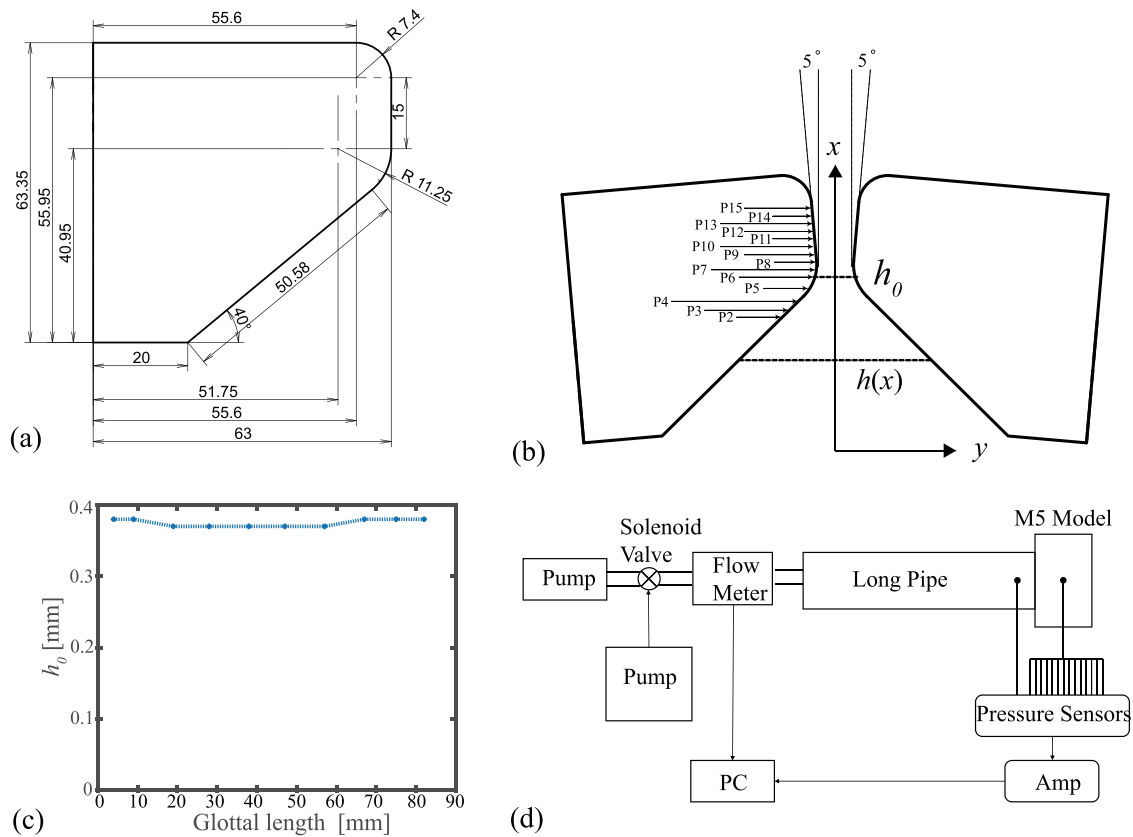 55.6
R 7.4
15
63.35
55.95
40.95
R 11.25
50.58
40°
20
51.75
55.6
63
(a)
5°
5°
x
P15
P14
P13
P12
P11
P10
P9
P8
P7
P6
P5
P4
P3
P2
h0
h(x)
y
(b)
0.4
0.3
0.2
0.1
0
h0 [mm]
0 10 20 30 40 50 60 70 80 90
Glottal length [mm]
(c)
Solenoid
Valve
M5 Model
Pump
Flow
Meter
Long Pipe
Pump
Pressure Sensors
PC
Amp
(d)